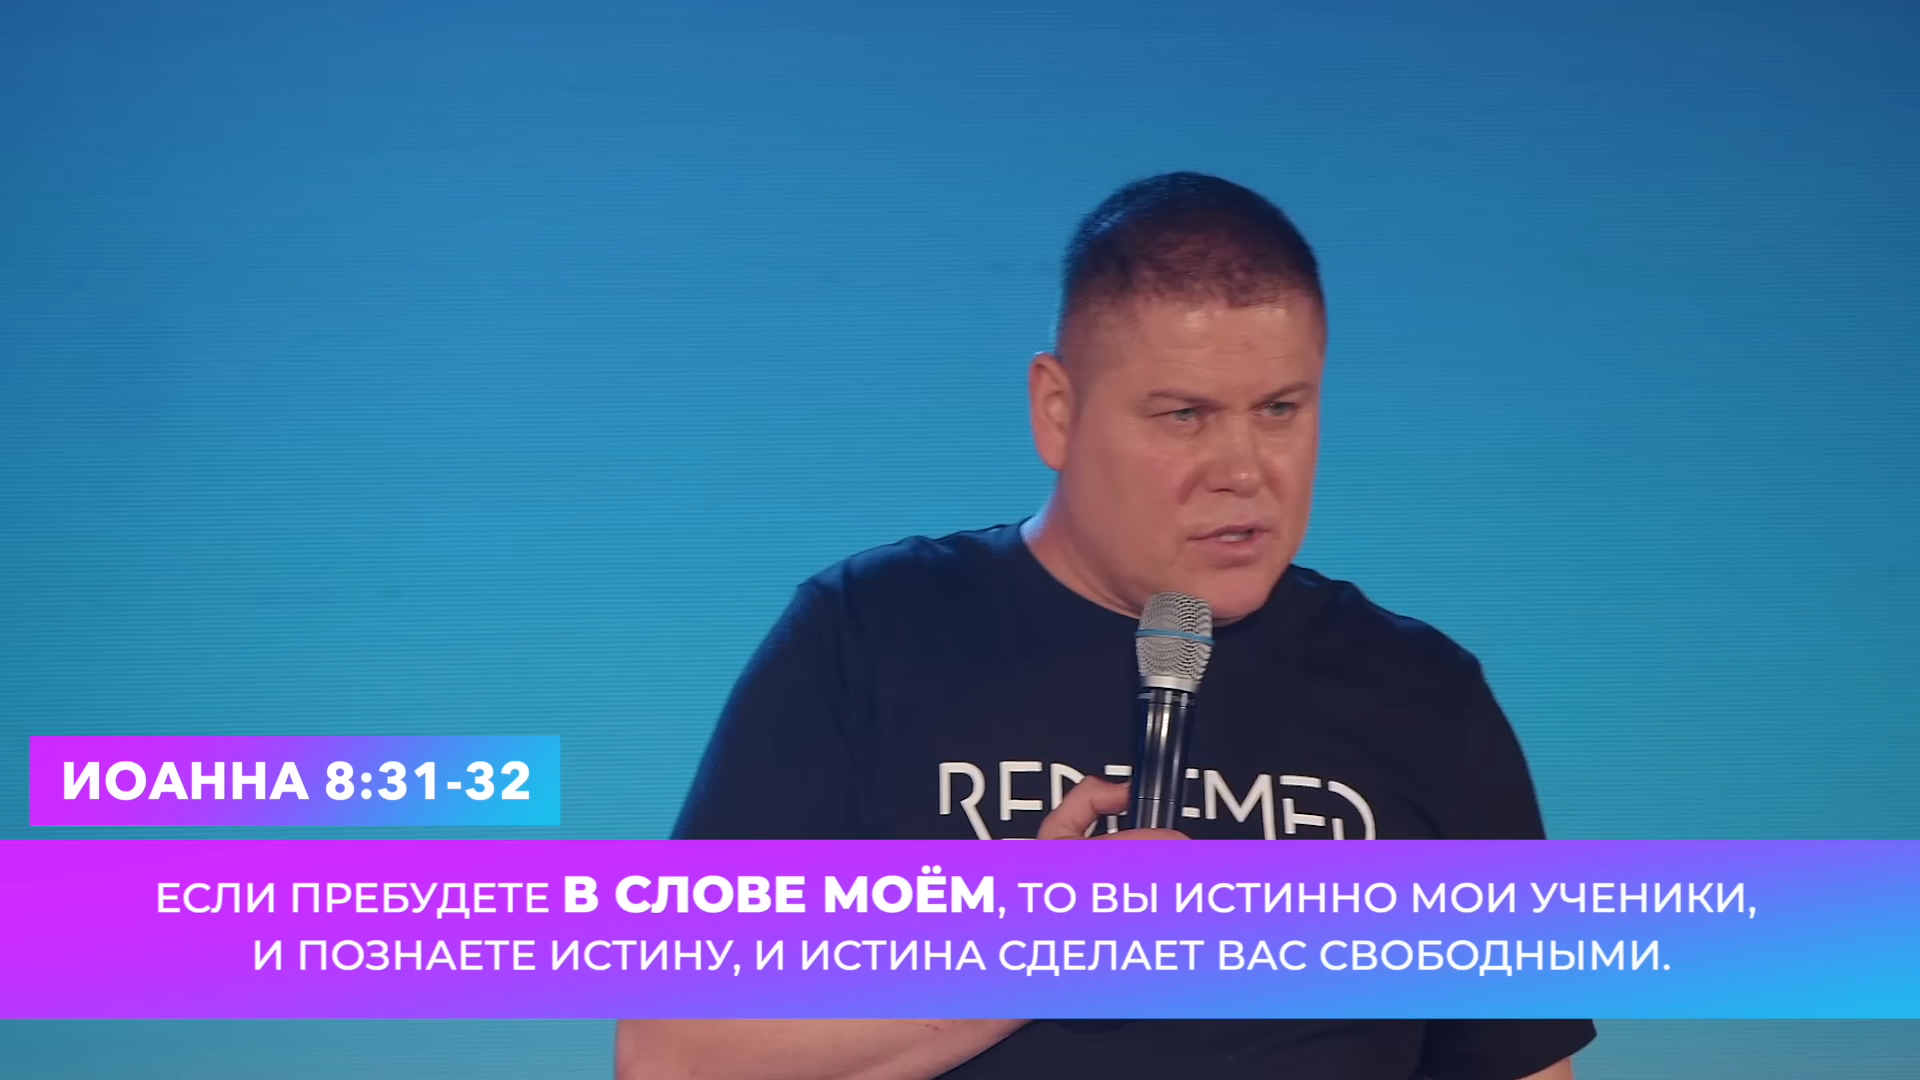 REDEEMED
ИОАННА 8:31-32
ЕСЛИ ПРЕБУДЕТЕ В СЛОВЕ МОЁМ, ТО ВЫ ИСТИННО МОИ УЧЕНИКИ,
И ПОЗНАЕТЕ ИСТИНУ, И ИСТИНА СДЕЛАЕТ ВАС СВОБОДНЫМИ.